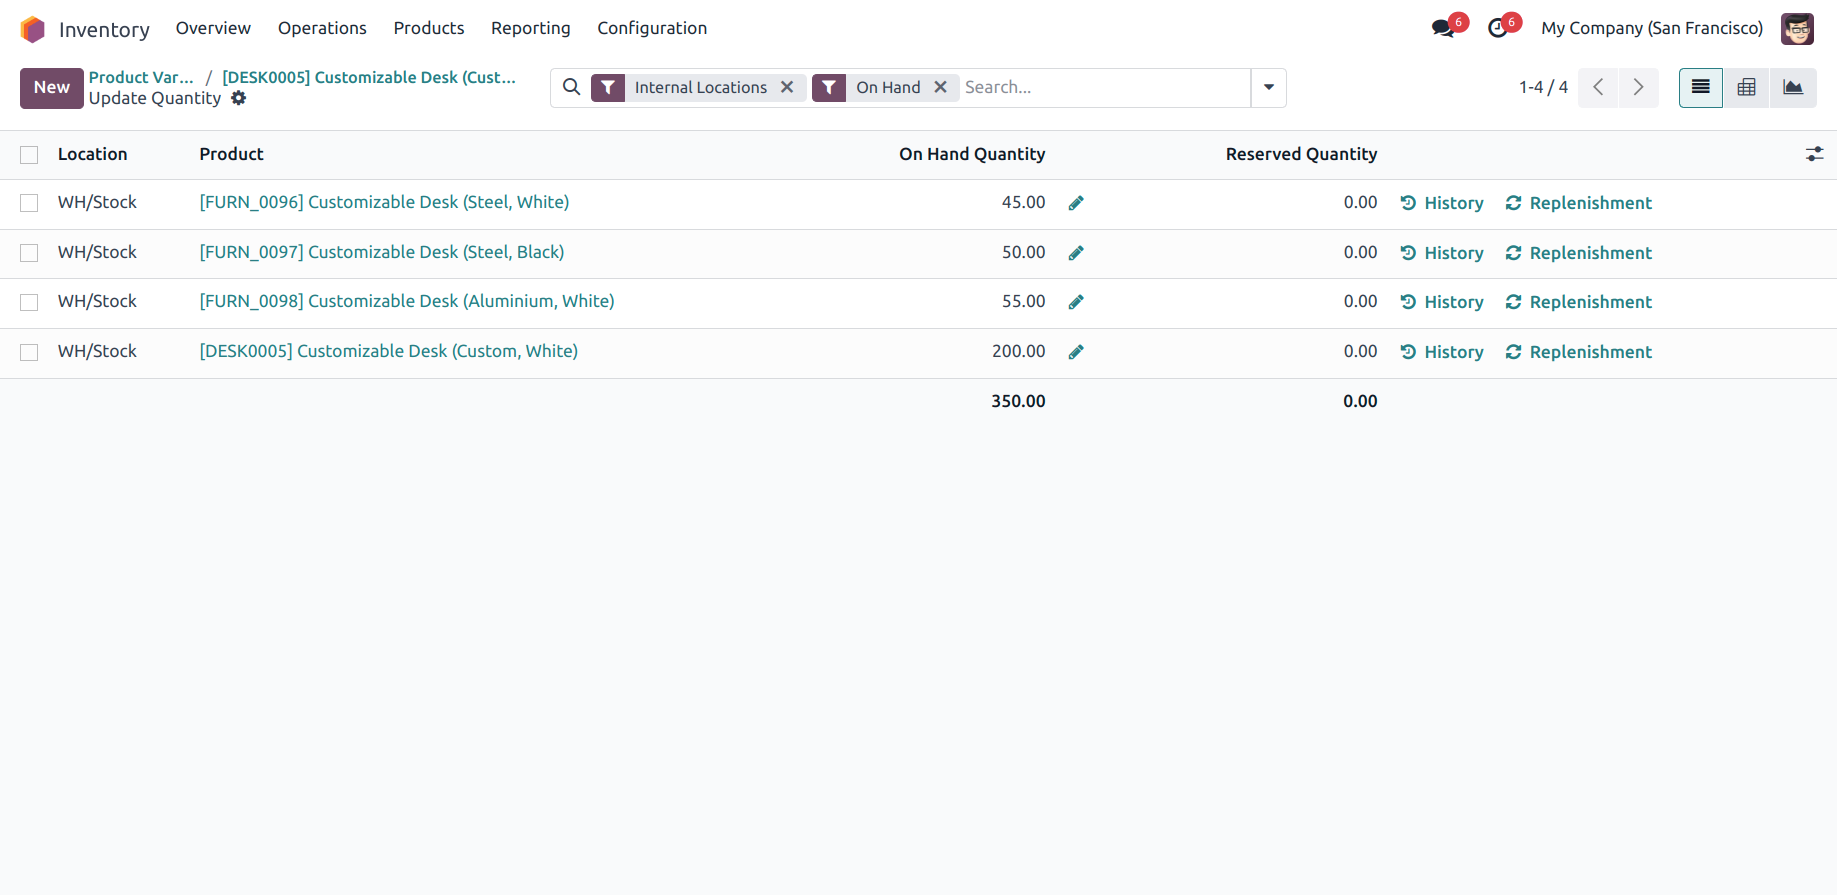 Inventory Overview Operations Products Reporting Configuration 6 6 My Company (San Francisco)
New Product Var... / [DESK0005] Customizable Desk (Cust...
Update Quantity
Internal Locations On Hand Search... 1-4 / 4
Location Product On Hand Quantity Reserved Quantity
WH/Stock [FURN_0096] Customizable Desk (Steel, White) 45.00 0.00 History Replenishment
WH/Stock [FURN_0097] Customizable Desk (Steel, Black) 50.00 0.00 History Replenishment
WH/Stock [FURN_0098] Customizable Desk (Aluminium, White) 55.00 0.00 History Replenishment
WH/Stock [DESK0005] Customizable Desk (Custom, White) 200.00 0.00 History Replenishment
350.00 0.00